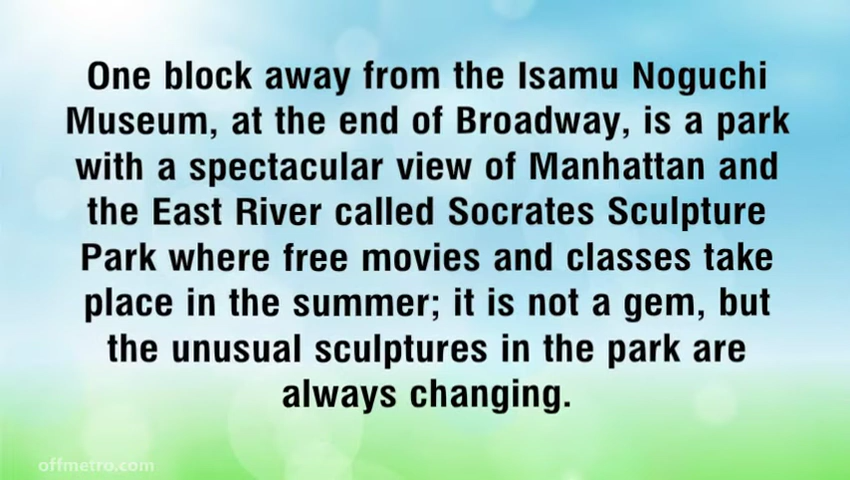 One block away from the Isamu Noguchi
Museum, at the end of Broadway, is a park
with a spectacular view of Manhattan and
the East River called Socrates Sculpture
Park where free movies and classes take
place in the summer; it is not a gem, but
the unusual sculptures in the park are
always changing.
offmetro.com